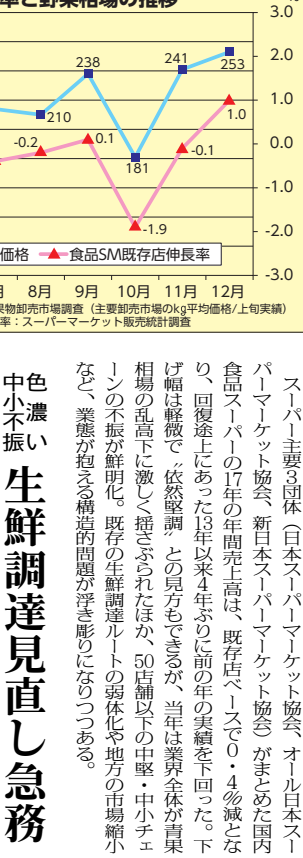 率と野菜相場の推移
%
3.0
2.0
1.0
0.0
-1.0
-2.0
-3.0
238
241
253
210
181
-0.2
0.1
-0.1
1.0
-1.9
価格 食品SM既存店伸長率
月 8月 9月 10月 11月 12月
果物卸売市場調査（主要卸売市場のkg平均価格/上旬実績）
率：スーパーマーケット販売統計調査
スーパー主要3団体（日本スーパーマーケット協会、オール日本スー
パーマーケット協会、新日本スーパーマーケット協会）がまとめた国内
食品スーパーの17年の年間売上高は、既存店ベースで0・4％減とな
り、回復途上にあった13年以来4年ぶりに前の年の実績を下回った。下
げ幅は軽微で〝依然堅調〟との見方もできるが、当年は業界全体が青果
相場の乱高下に激しく揺さぶられたほか、50店舗以下の中堅・中小チェ
ーンの不振が鮮明化。既存の生鮮調達ルートの弱体化や地方の市場縮小
など、業態が抱える構造的問題が浮き彫りになりつつある。
色濃い
中小不振
生鮮調達見直し急務